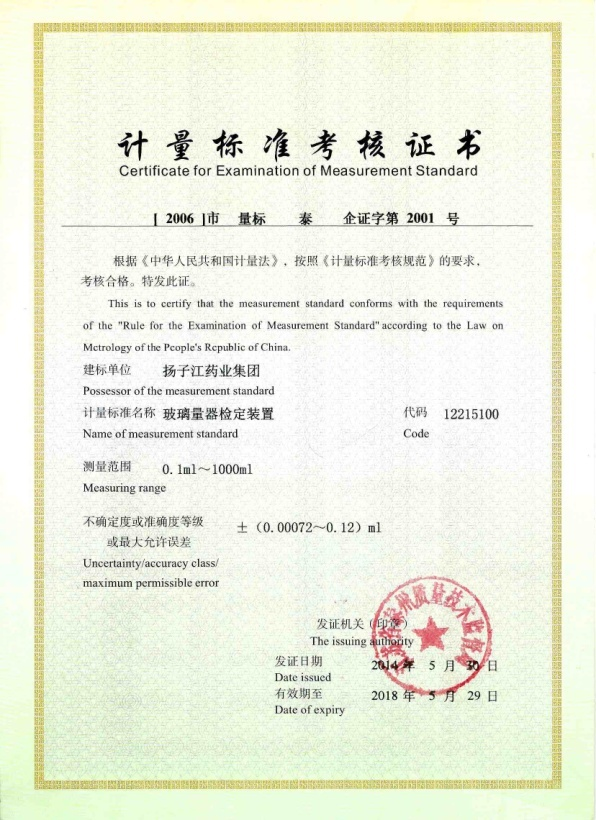 计量标准考核证书
Certificate for Examination of Measurement Standard
[ 2006 ]市 量标 泰 企证字第 2001 号
根据《中华人民共和国计量法》，按照《计量标准考核规范》的要求，
考核合格。特发此证。
This is to certify that the measurement standard conforms with the requirements
of the "Rule for the Examination of Measurement Standard" according to the Law on
Metrology of the People's Republic of China.
建标单位 扬子江药业集团
Possessor of the measurement standard
计量标准名称 玻璃量器检定装置 代码 12215100
Name of measurement standard Code
测量范围 0.1ml～1000ml
Measuring range
不确定度或准确度等级 ±（0.00072～0.12）ml
或最大允许误差
Uncertainty/accuracy class/
maximum permissible error
发证机关（印章）
The issuing authority
发证日期 2014 年 5 月 30 日
Date issued
有效期至 2018 年 5 月 29 日
Date of expiry
泰州质量技术监督